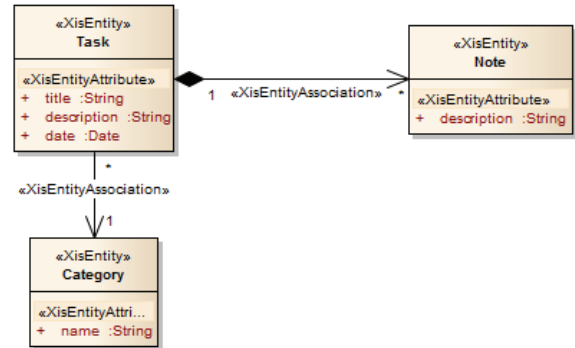 «XisEntity»
Task
«XisEntityAttribute»
+ title :String
+ description :String
+ date :Date
1 «XisEntityAssociation» *
«XisEntity»
Note
«XisEntityAttribute»
+ description :String
*
«XisEntityAssociation»
1
«XisEntity»
Category
«XisEntityAttri...
+ name :String